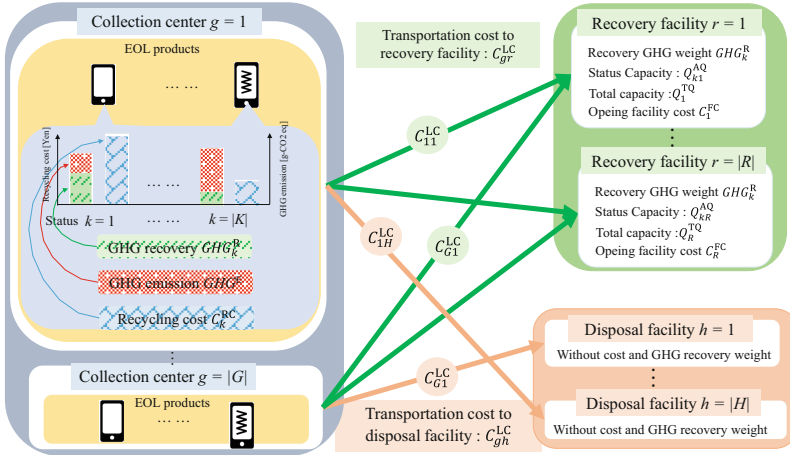 Collection center g = 1
EOL products
… …
Recycling cost [Yen]
GHG emission [g-CO2 eq]
… …
Status k = 1 … … k = |K|
GHG recovery GHG_k^R
GHG emission GHG^E
Recycling cost C_k^RC
Collection center g = |G|
EOL products
… …
Transportation cost to
recovery facility : C_gr^LC
C_11^LC
C_1H^LC
C_G1^LC
C_G1^LC
Transportation cost to
disposal facility : C_gh^LC
Recovery facility r = 1
Recovery GHG weight GHG_k^R
Status Capacity : Q_k1^AQ
Total capacity : Q_1^TQ
Opeing facility cost C_1^FC
Recovery facility r = |R|
Recovery GHG weight GHG_k^R
Status Capacity : Q_kR^AQ
Total capacity : Q_R^TQ
Opeing facility cost C_R^FC
Disposal facility h = 1
Without cost and GHG recovery weight
Disposal facility h = |H|
Without cost and GHG recovery weight